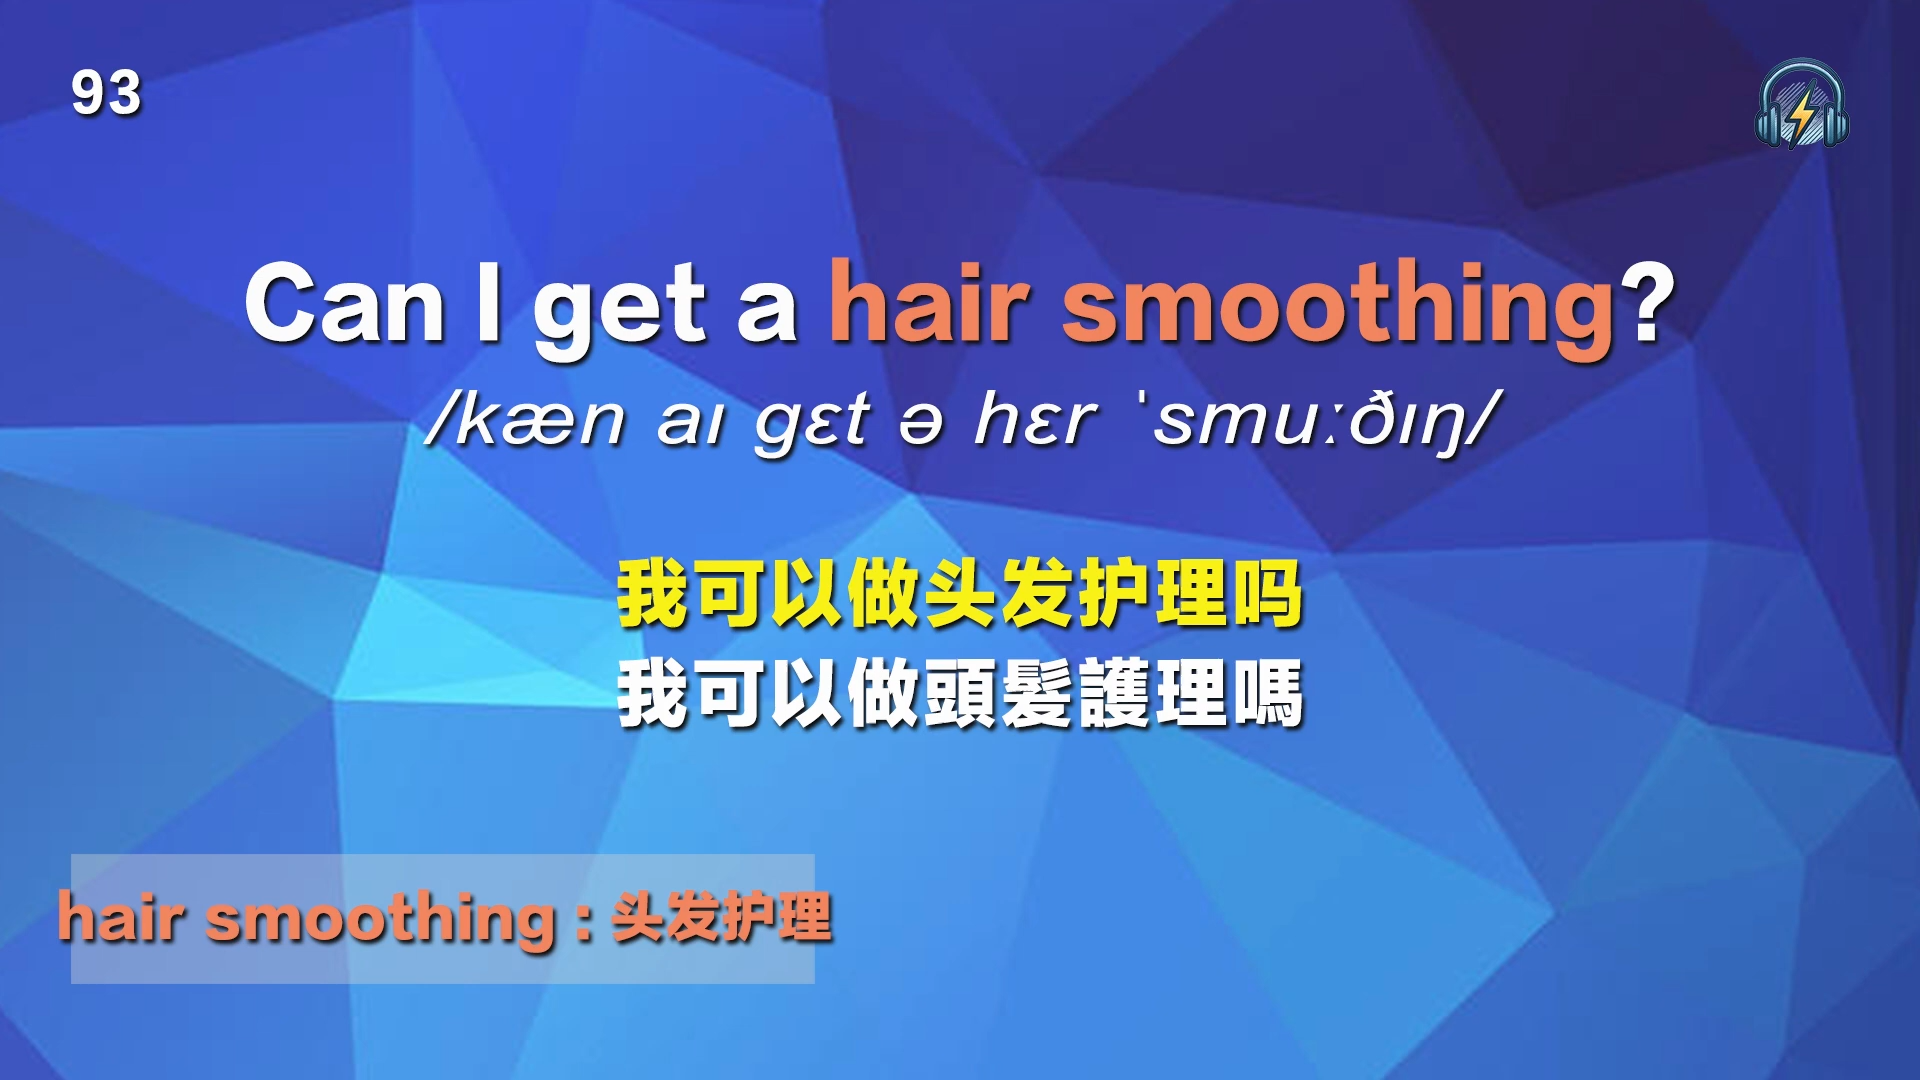 93
Can I get a hair smoothing?
/kæn aɪ gɛt ə hɛr ˈsmuːðɪŋ/
我可以做头发护理吗
我可以做頭髪護理嗎
hair smoothing : 头发护理